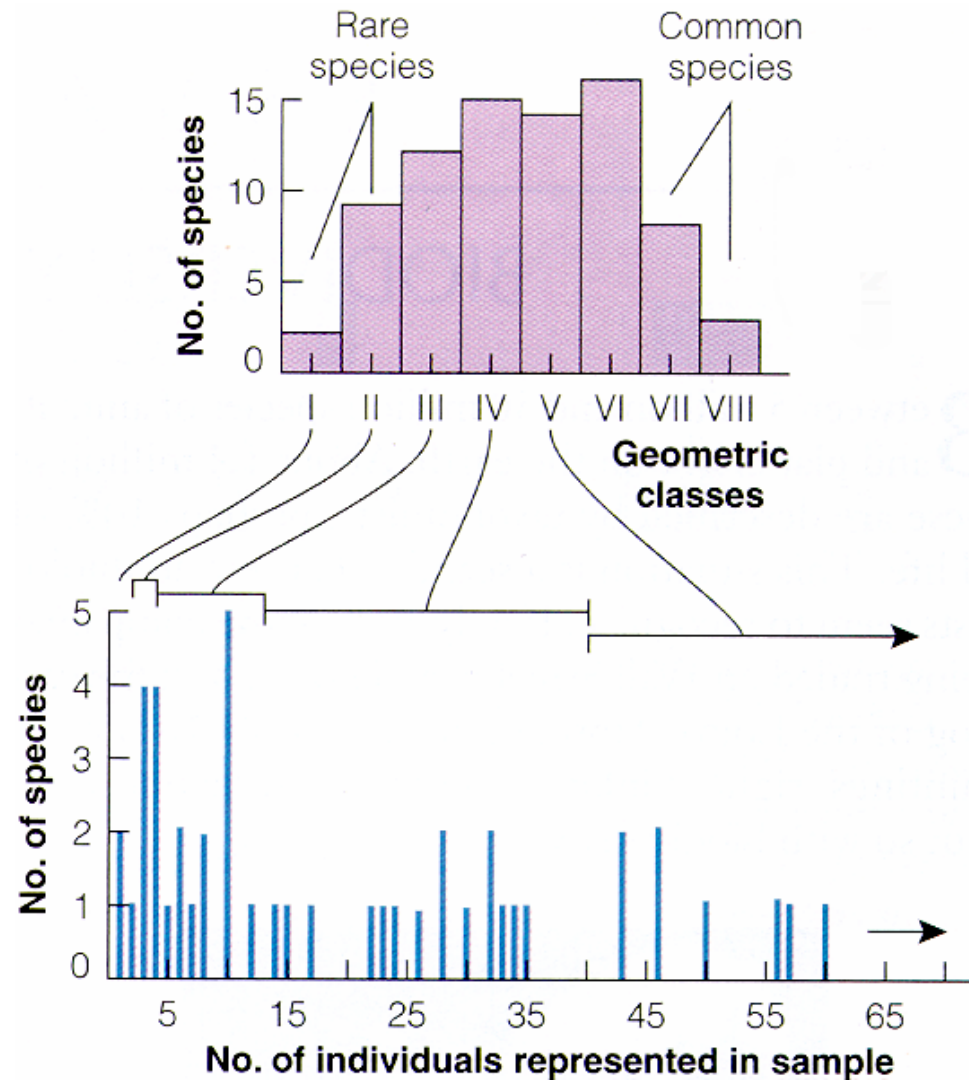 Rare
species
Common
species
No. of species
15
10
5
0
I II III IV V VI VII VIII
Geometric
classes
No. of species
5
4
3
2
1
0
5 15 25 35 45 55 65
No. of individuals represented in sample